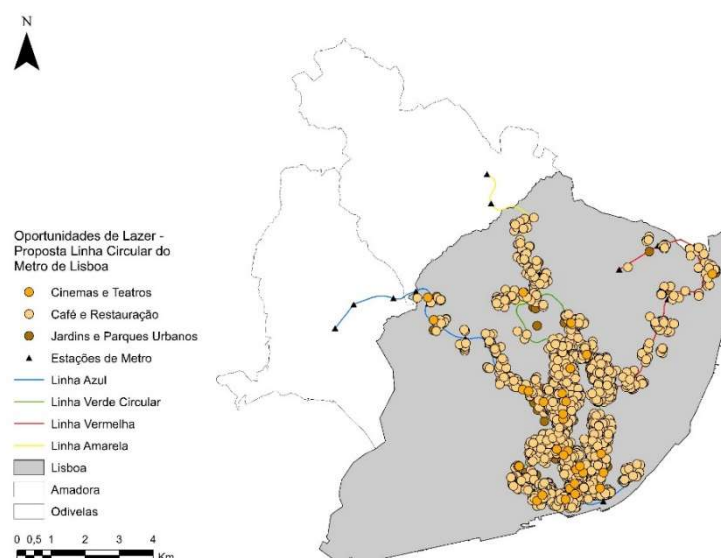 N
Oportunidades de Lazer -
Proposta Linha Circular do
Metro de Lisboa
Cinemas e Teatros
Café e Restauração
Jardins e Parques Urbanos
Estações de Metro
Linha Azul
Linha Verde Circular
Linha Vermelha
Linha Amarela
Lisboa
Amadora
Odivelas
0 0,5 1 2 3 4
Km